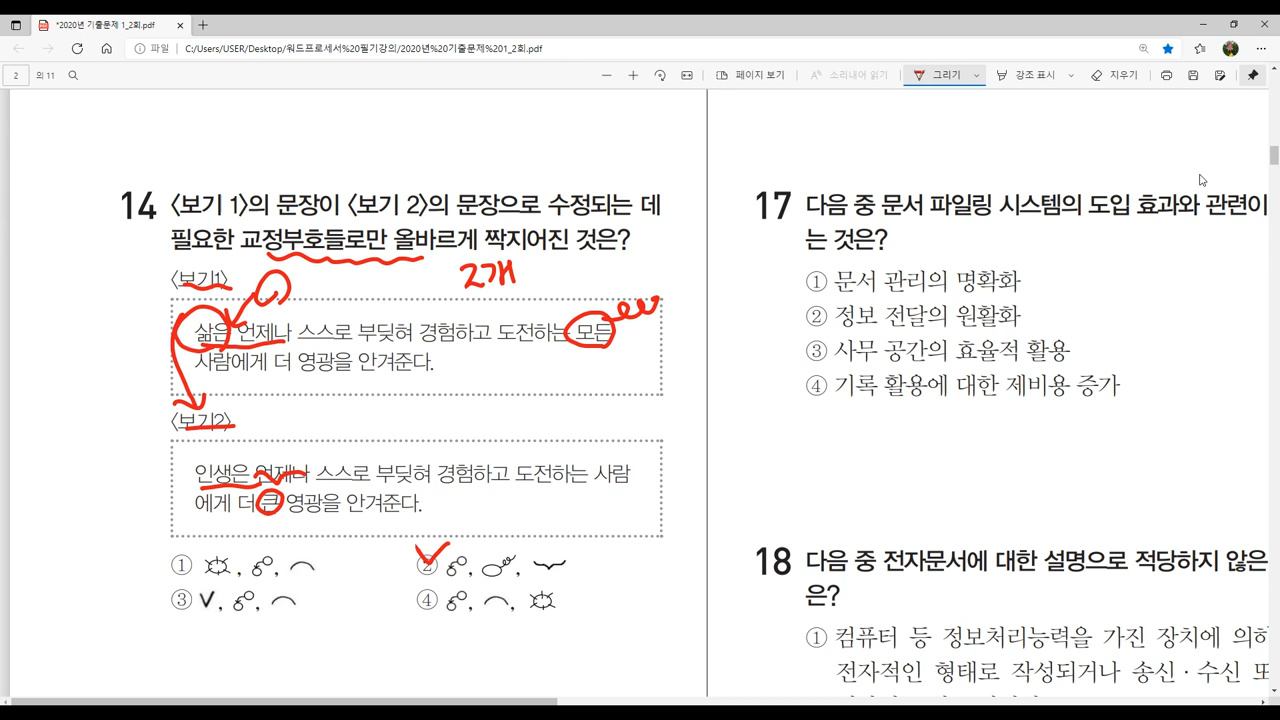 *2020년 기출문제 1_2회.pdf
파일 C:/Users/USER/Desktop/워드프로세서%20필기강의/2020년%20기출문제%201_2회.pdf
2 의 11 페이지 보기 소리내어 읽기 그리기 강조 표시 지우기
14 〈보기 1〉의 문장이 〈보기 2〉의 문장으로 수정되는 데
필요한 교정부호들로만 올바르게 짝지어진 것은?
2개
〈보기1〉
삶은 언제나 스스로 부딪혀 경험하고 도전하는 모든
사람에게 더 영광을 안겨준다.
〈보기2〉
인생은 언제나 스스로 부딪혀 경험하고 도전하는 사람
에게 더 큰 영광을 안겨준다.
① , ,
② , ,
③ , ,
④ , ,
17 다음 중 문서 파일링 시스템의 도입 효과와 관련이
는 것은?
① 문서 관리의 명확화
② 정보 전달의 원활화
③ 사무 공간의 효율적 활용
④ 기록 활용에 대한 제비용 증가
18 다음 중 전자문서에 대한 설명으로 적당하지 않은
은?
① 컴퓨터 등 정보처리능력을 가진 장치에 의하
전자적인 형태로 작성되거나 송신·수신 또